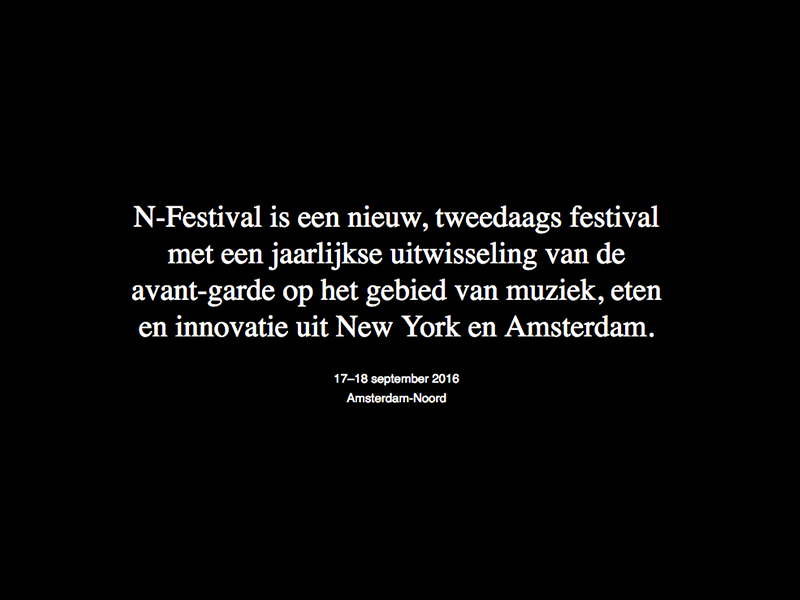 N-Festival is een nieuw, tweedaags festival
met een jaarlijkse uitwisseling van de
avant-garde op het gebied van muziek, eten
en innovatie uit New York en Amsterdam.
17–18 september 2016
Amsterdam-Noord